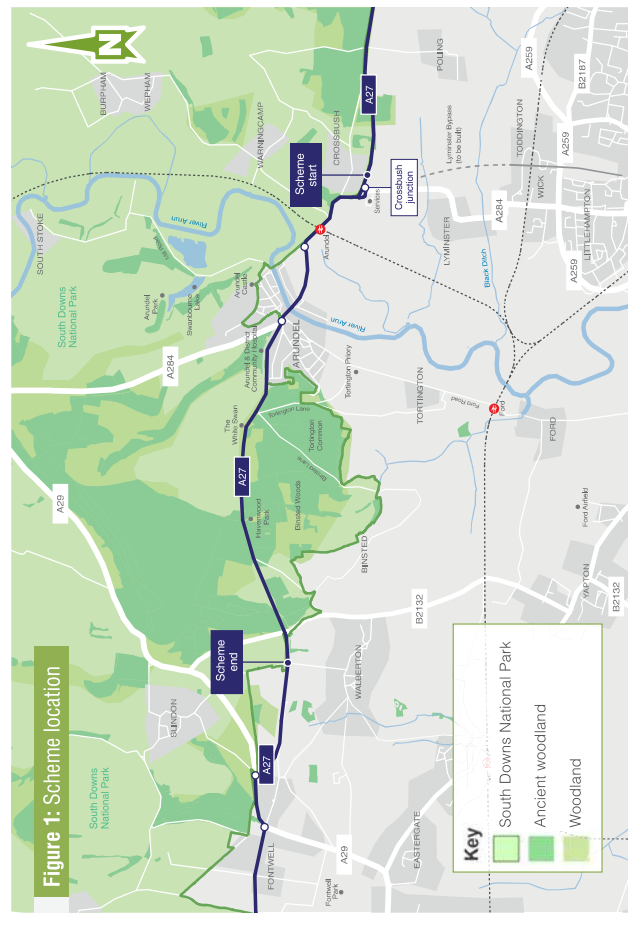 Figure 1: Scheme location
N
South Downs
National Park
South Downs
National Park
SLINDON
A29
A284
SOUTH STOKE
BURPHAM
WEPHAM
River Arun
Mill Road
Arundel
Park
Swanbourne
Lake
Arundel
Castle
WARNINGCAMP
CROSSBUSH
Scheme
start
A27
POLING
A259
B2187
Crossbush
junction
Services
Lyminster Bypass
(to be built)
TODDINGTON
A259
WICK
A284
LYMINSTER
LITTLEHAMPTON
A259
Black Ditch
Arundel
River Arun
ARUNDEL
Arundel & District
Community Hospital
The
White Swan
A27
Havenwood
Park
Tortington Lane
Tortington
Common
Binsted Lane
Binsted Woods
Tortington Priory
TORTINGTON
Ford Road
Ford
FORD
Ford Airfield
BINSTED
YAPTON
B2132
B2132
Scheme
end
WALBERTON
A27
FONTWELL
Fontwell
Park
A29
EASTERGATE
Key
South Downs National Park
Ancient woodland
Woodland